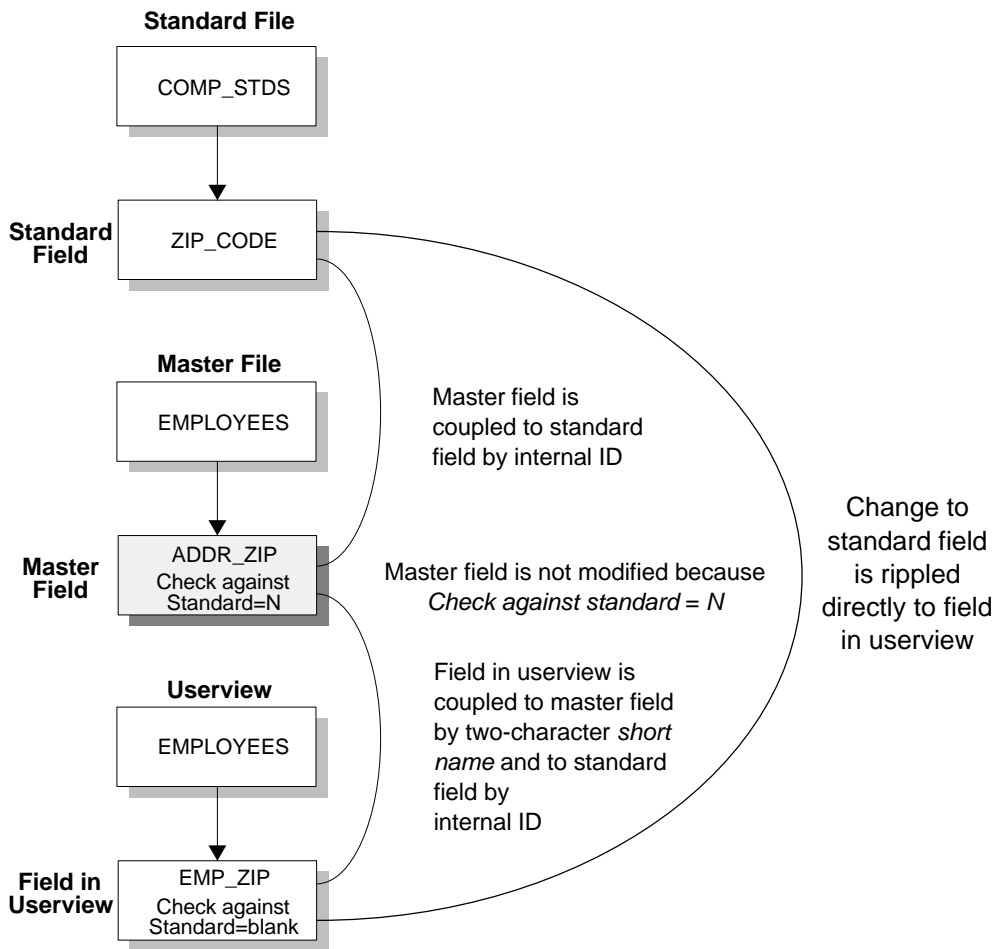 Standard File
COMP_STDS
Standard
Field
ZIP_CODE
Master File
EMPLOYEES
Master field is
coupled to standard
field by internal ID
Master
Field
ADDR_ZIP
Check against
Standard=N
Master field is not modified because
Check against standard = N
Change to
standard field
is rippled
directly to field
in userview
Userview
EMPLOYEES
Field in userview is
coupled to master field
by two-character short
name and to standard
field by
internal ID
Field in
Userview
EMP_ZIP
Check against
Standard=blank